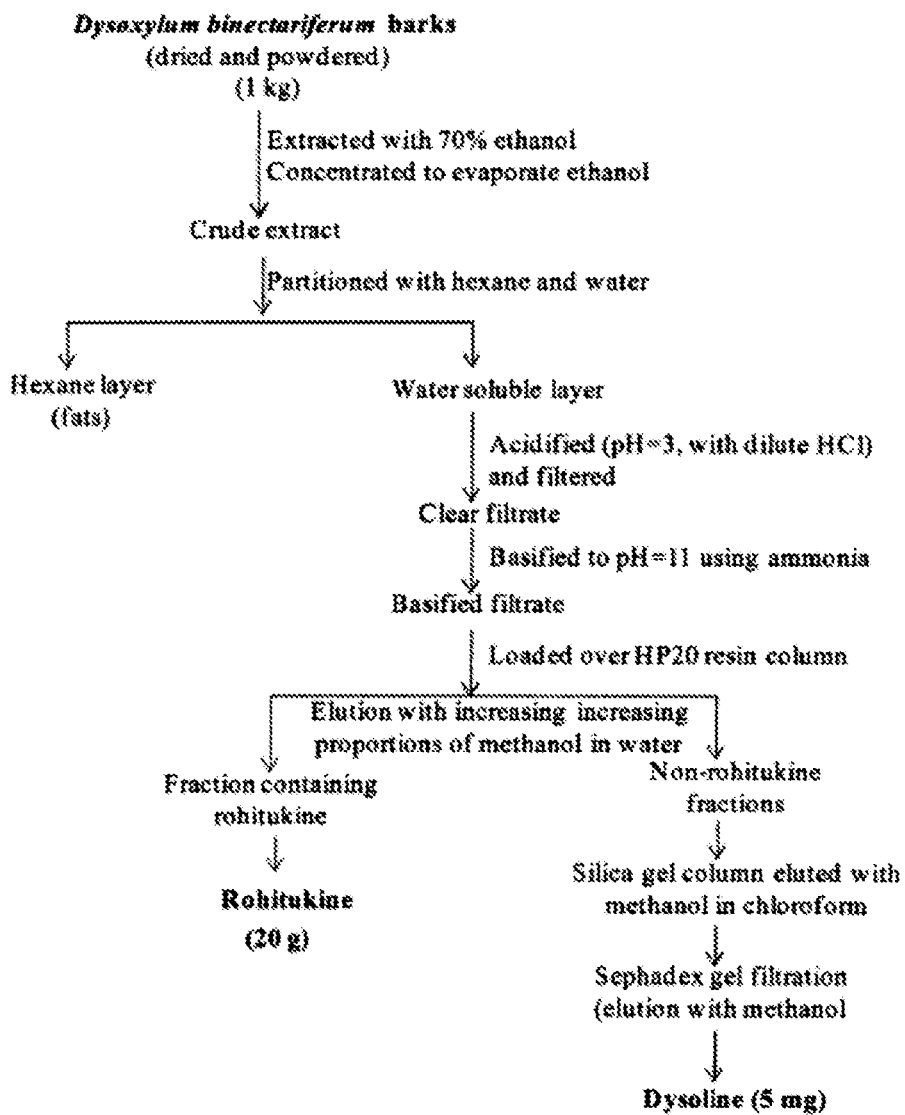 Dysoxylum binectariferum barks
(dried and powdered)
(1 kg)
Extracted with 70% ethanol
Concentrated to evaporate ethanol
Crude extract
Partitioned with hexane and water
Hexane layer
(fats)
Water soluble layer
Acidified (pH=3, with dilute HCl)
and filtered
Clear filtrate
Basified to pH=11 using ammonia
Basified filtrate
Loaded over HP20 resin column
Elution with increasing increasing
proportions of methanol in water
Fraction containing
rohitukine
Rohitukine
(20 g)
Non-rohitukine
fractions
Silica gel column eluted with
methanol in chloroform
Sephadex gel filtration
(elution with methanol
Dysoline (5 mg)